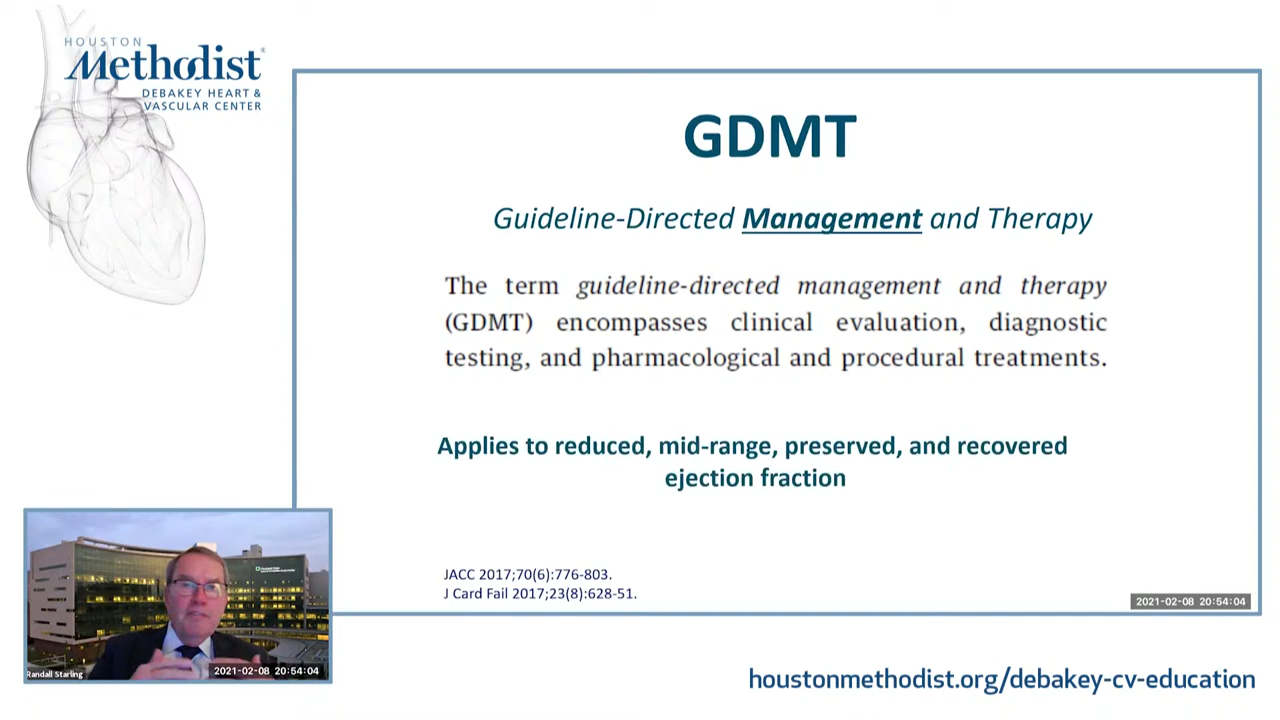 HOUSTON
Methodist
DEBAKEY HEART &
VASCULAR CENTER
GDMT
Guideline-Directed Management and Therapy
The term guideline-directed management and therapy
(GDMT) encompasses clinical evaluation, diagnostic
testing, and pharmacological and procedural treatments.
Applies to reduced, mid-range, preserved, and recovered
ejection fraction
JACC 2017;70(6):776-803.
J Card Fail 2017;23(8):628-51.
2021-02-08 20:54:04
Randall Starling
2021-02-08 20:54:04
houstonmethodist.org/debakey-cv-education